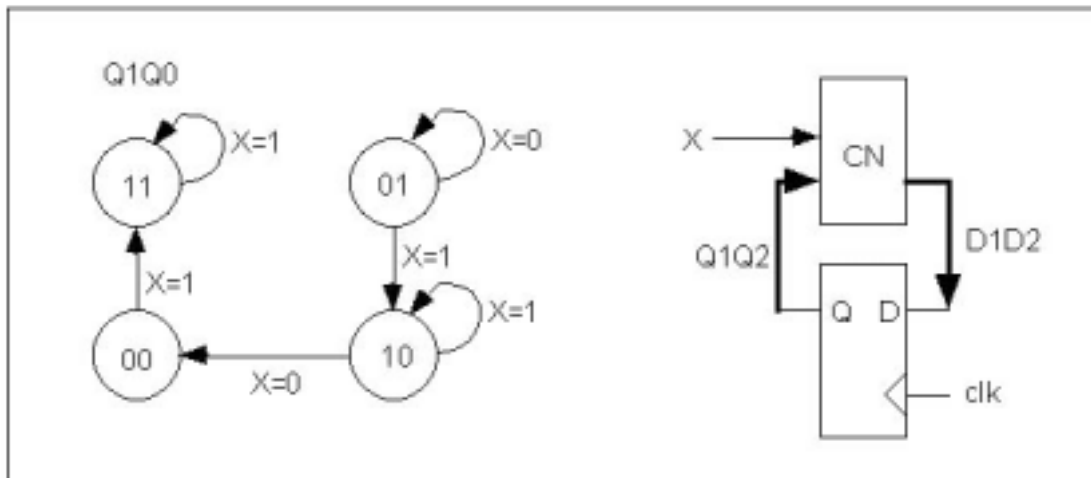 Q1Q0
11
X=1
01
X=0
X=1
X=1
00
10
X=1
X=0
X
CN
Q1Q2
D1D2
Q D
clk